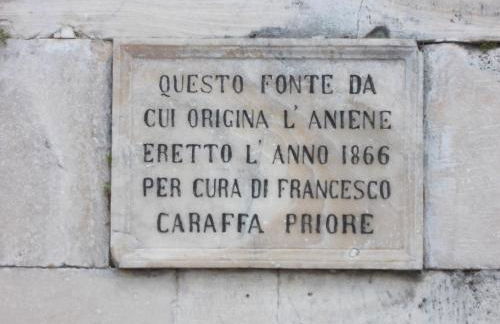 QUESTO FONTE DA
CUI ORIGINA L'ANIENE
ERETTO L'ANNO 1866
PER CURA DI FRANCESCO
CARAFFA PRIORE